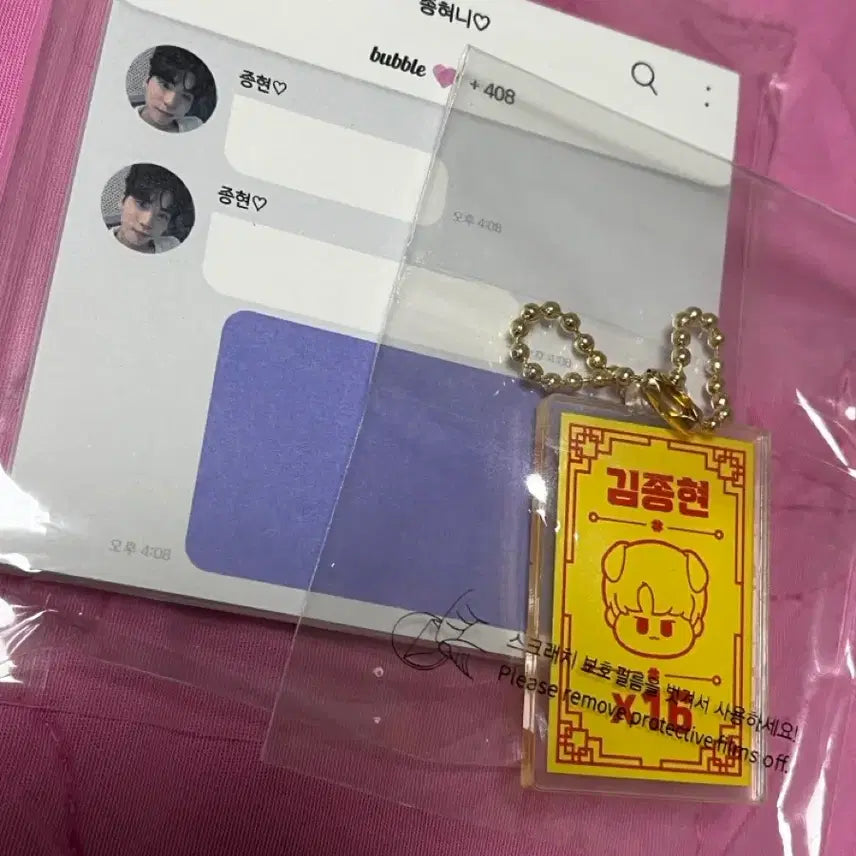 종혀니♡
bubble
+ 408
종현♡
오후 4:08
종현♡
오후 4:08
오후 4:08
김종현
x16
스크래치 보호필름을 벗겨서 사용하세요!
Please remove protective films off.